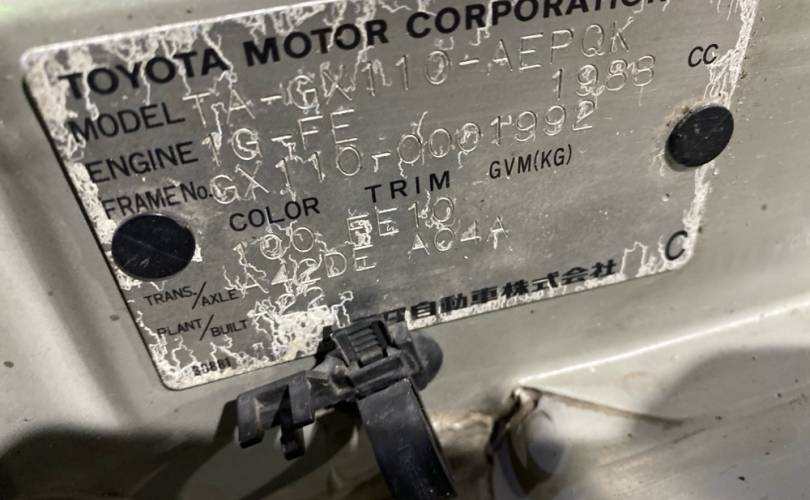 TOYOTA MOTOR CORPORATION
MODEL TA-GX110-AEPQK
ENGINE 1G-FE 1988 CC
FRAME No. GX110-0001992
COLOR TRIM GVM(KG)
FE10
TRANS./AXLE A42DE A04A
PLANT/BUILT
自動車株式会社 C